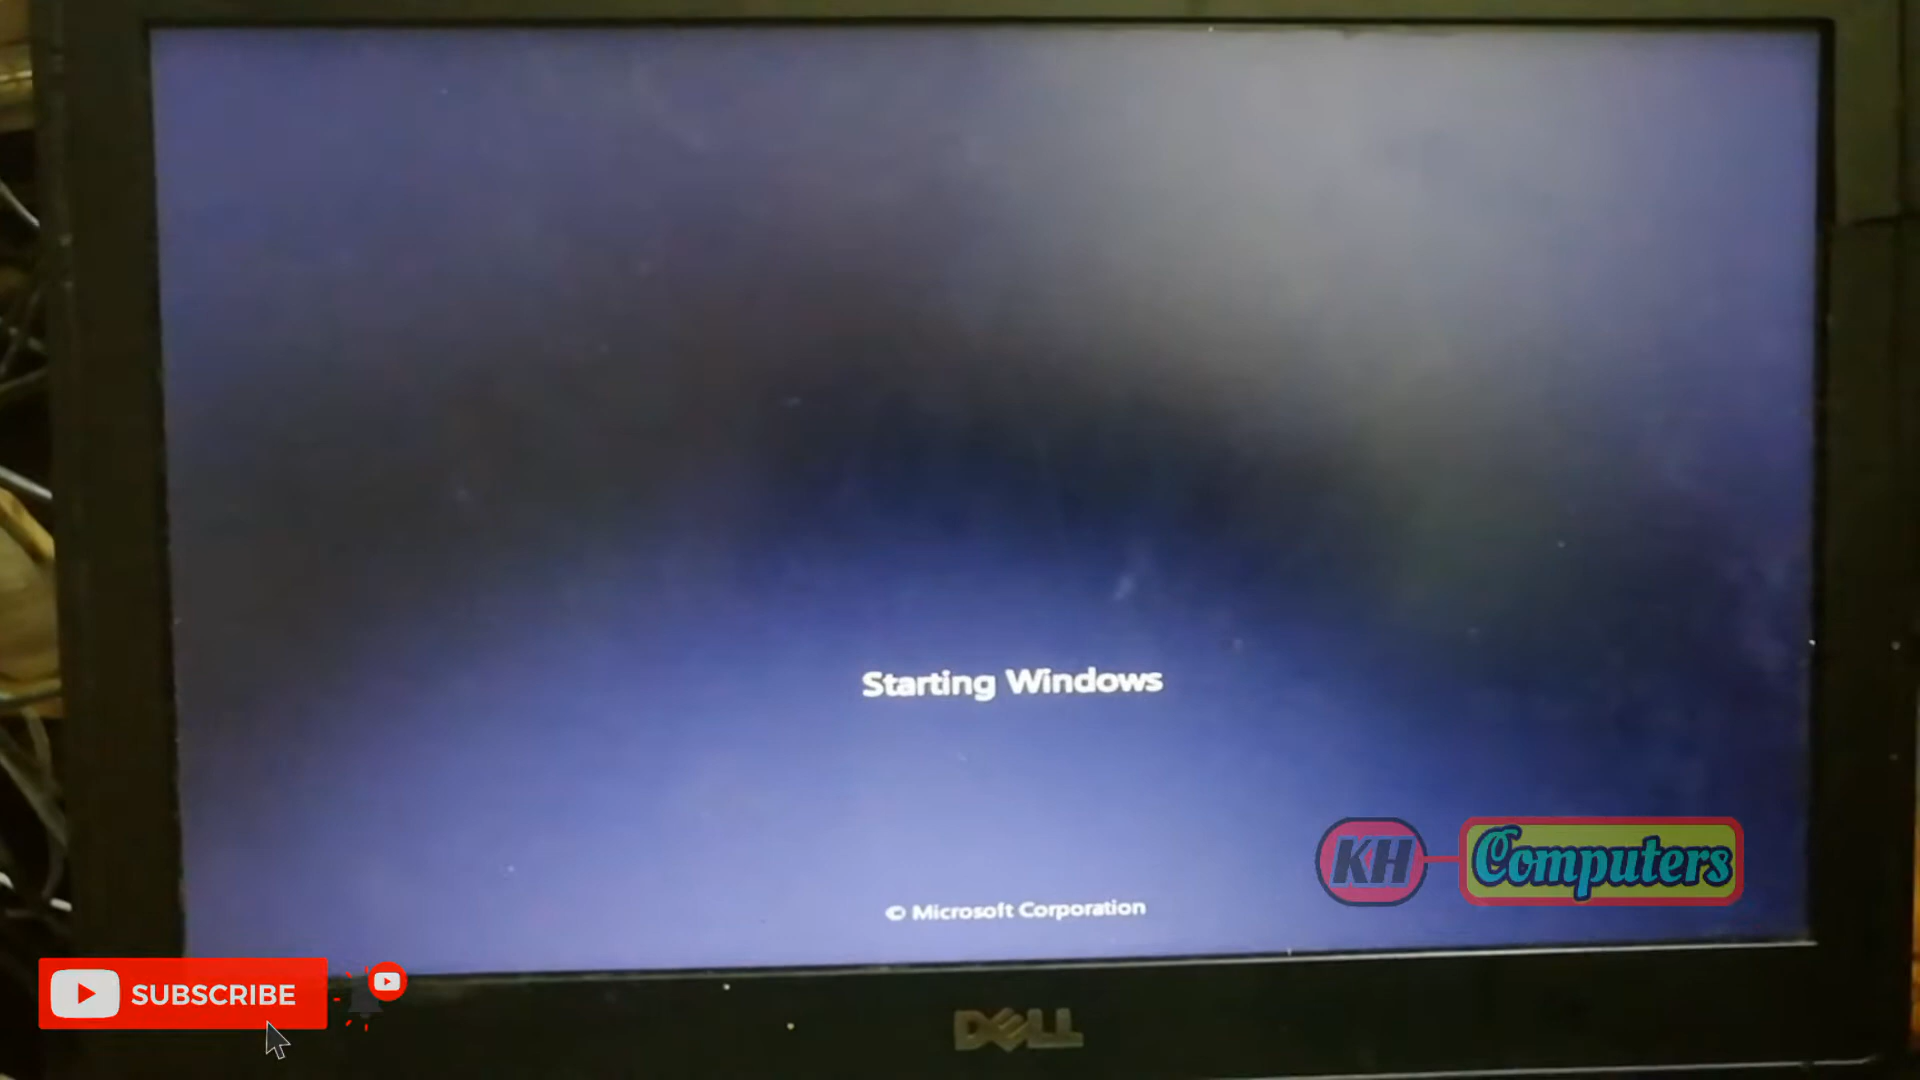 Starting Windows
KH Computers
© Microsoft Corporation
SUBSCRIBE
DELL